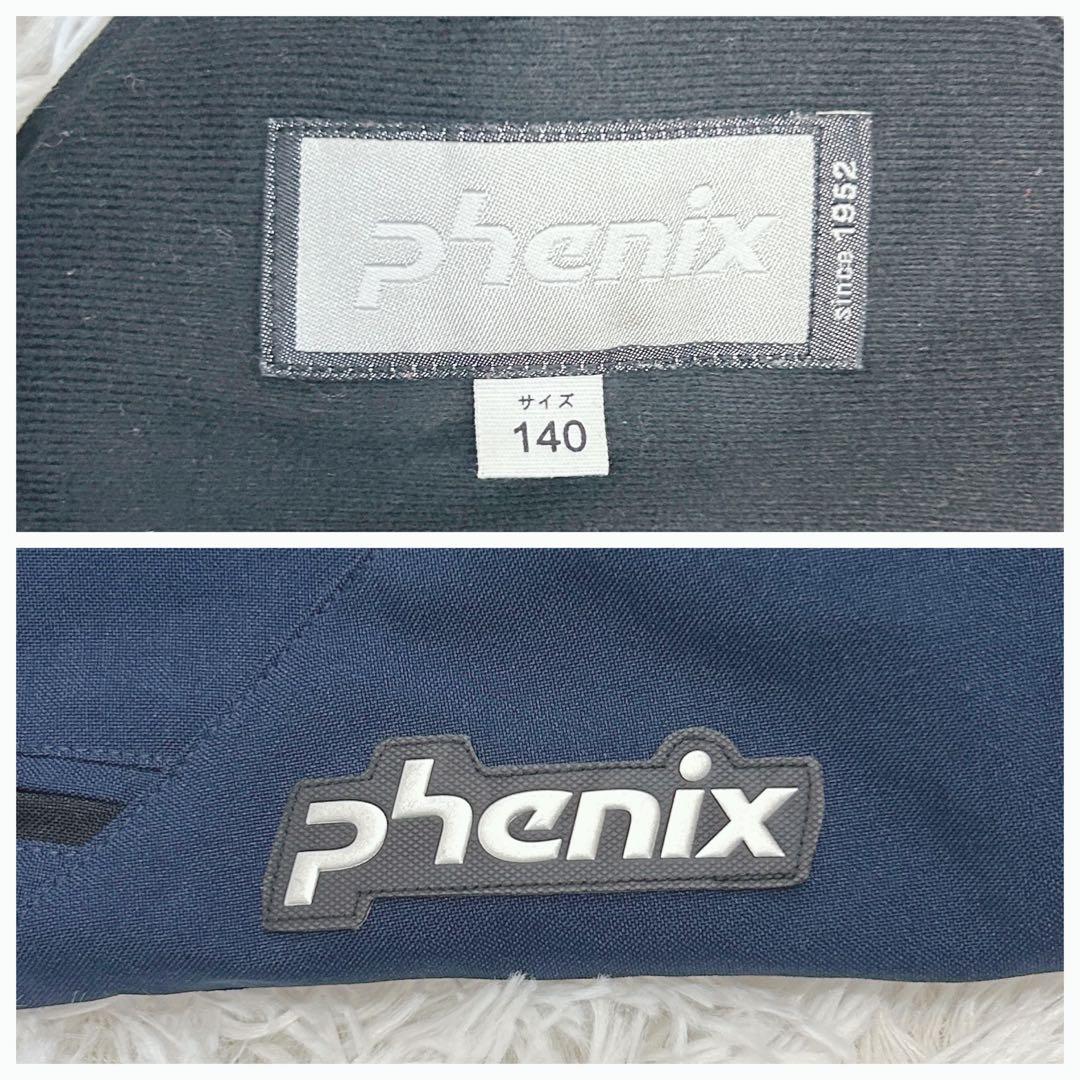 phenix
since 1952
サイズ
140
phenix